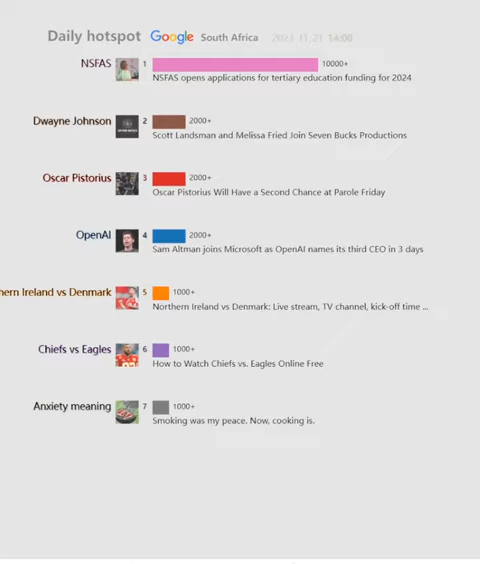 Daily hotspot Google South Africa 2023-11-21 14:00
NSFAS 1 10000+
NSFAS opens applications for tertiary education funding for 2024
Dwayne Johnson 2 2000+
Scott Landsman and Melissa Fried Join Seven Bucks Productions
Oscar Pistorius 3 2000+
Oscar Pistorius Will Have a Second Chance at Parole Friday
OpenAI 4 2000+
Sam Altman joins Microsoft as OpenAI names its third CEO in 3 days
hern Ireland vs Denmark 5 1000+
Northern Ireland vs Denmark: Live stream, TV channel, kick-off time ...
Chiefs vs Eagles 6 1000+
How to Watch Chiefs vs. Eagles Online Free
Anxiety meaning 7 1000+
Smoking was my peace. Now, cooking is.